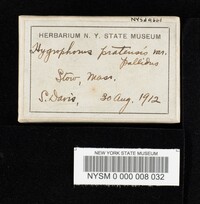 HERBARIUM N. Y. STATE MUSEUM
Hygrophorus pratensis var.
pallidus
Stow, Mass.
S. Davis, 30 Aug. 1912
NEW YORK STATE MUSEUM
NYSM 0 000 008 032